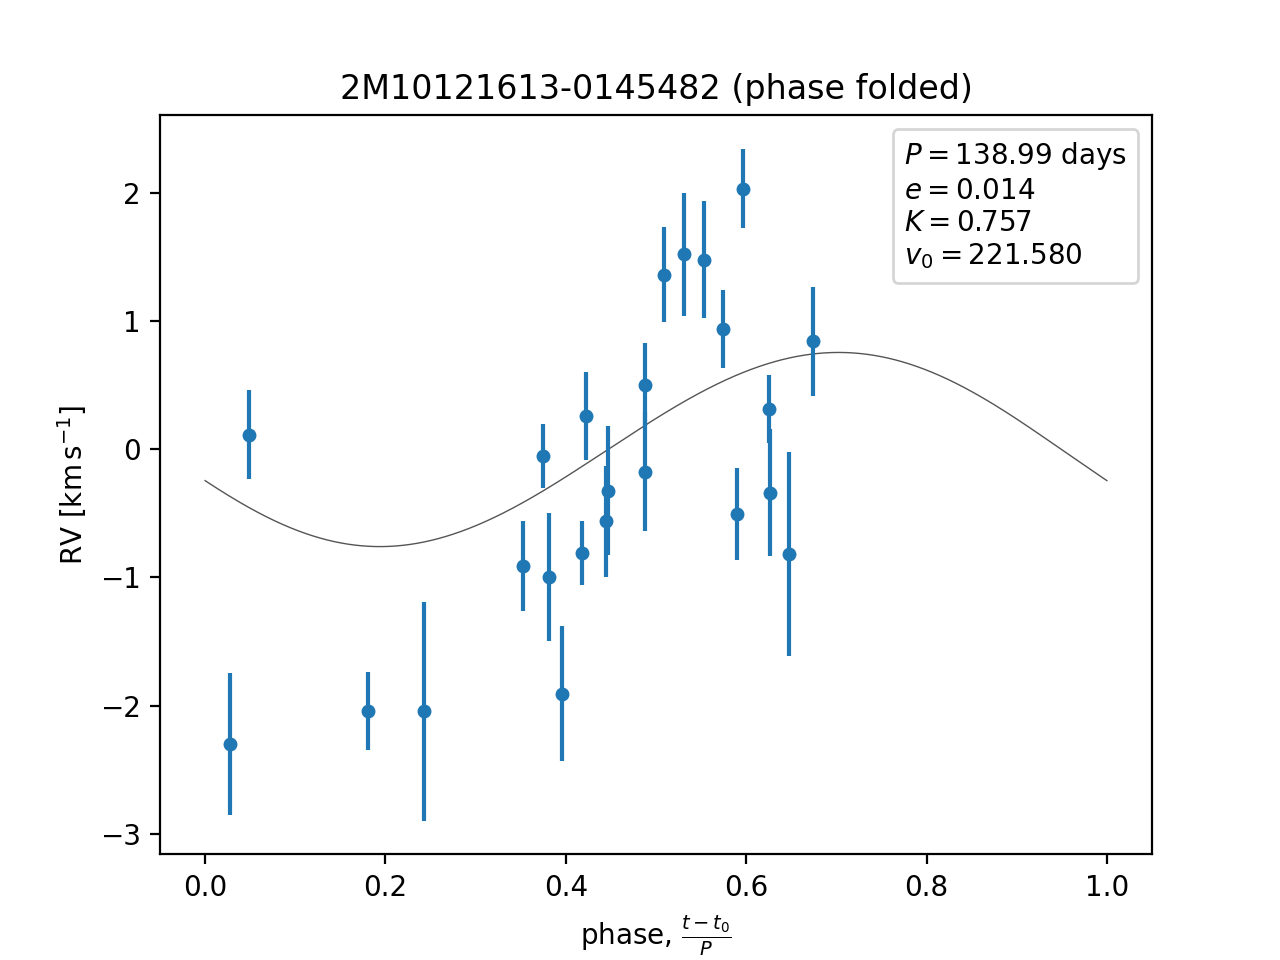 2M10121613-0145482 (phase folded)
P = 138.99 days
e = 0.014
K = 0.757
v₀ = 221.580
RV [km s⁻¹]
2
1
0
−1
−2
−3
0.0 0.2 0.4 0.6 0.8 1.0
phase, (t − t₀)/P